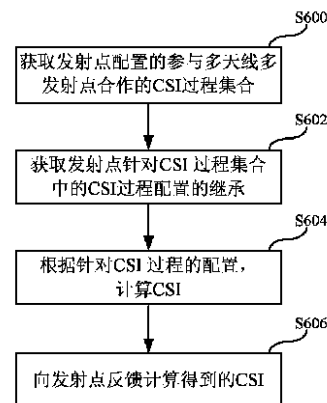 S600
获取发射点配置的参与多天线多
发射点合作的CSI过程集合
S602
获取发射点针对CSI 过程集合
中的CSI过程配置的继承
S604
根据针对CSI 过程的配置，
计算CSI
S606
向发射点反馈计算得到的CSI